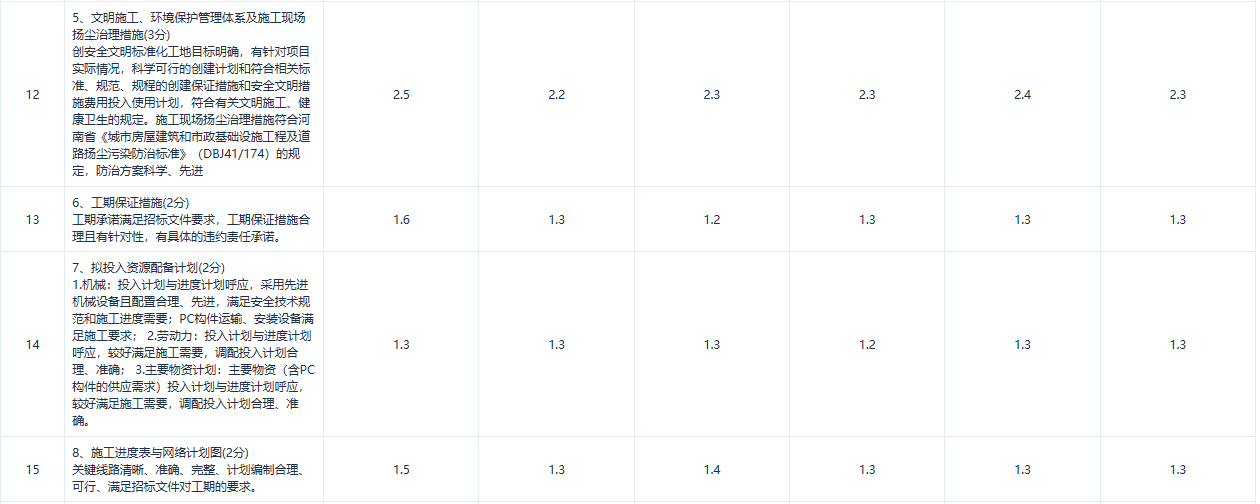 12
5、文明施工、环境保护管理体系及施工现场
扬尘治理措施(3分)
创安全文明标准化工地目标明确，有针对项目
实际情况，科学可行的创建计划和符合相关标
准、规范、规程的创建保证措施和安全文明措
施费用投入使用计划，符合有关文明施工、健
康卫生的规定。施工现场扬尘治理措施符合河
南省《城市房屋建筑和市政基础设施工程及道
路扬尘污染防治标准》（DBJ41/174）的规
定，防治方案科学、先进
2.5
2.2
2.3
2.3
2.4
2.3
13
6、工期保证措施(2分)
工期承诺满足招标文件要求，工期保证措施合
理且有针对性，有具体的违约责任承诺。
1.6
1.3
1.2
1.3
1.3
1.3
14
7、拟投入资源配备计划(2分)
1.机械：投入计划与进度计划呼应，采用先进
机械设备且配置合理、先进，满足安全技术规
范和施工进度需要；PC构件运输、安装设备满
足施工要求； 2.劳动力：投入计划与进度计划
呼应，较好满足施工需要，调配投入计划合
理、准确； 3.主要物资计划：主要物资（含PC
构件的供应需求）投入计划与进度计划呼应，
较好满足施工需要，调配投入计划合理、准
确。
1.3
1.3
1.3
1.2
1.3
1.3
15
8、施工进度表与网络计划图(2分)
关键线路清晰、准确、完整、计划编制合理、
可行、满足招标文件对工期的要求。
1.5
1.3
1.4
1.3
1.3
1.3